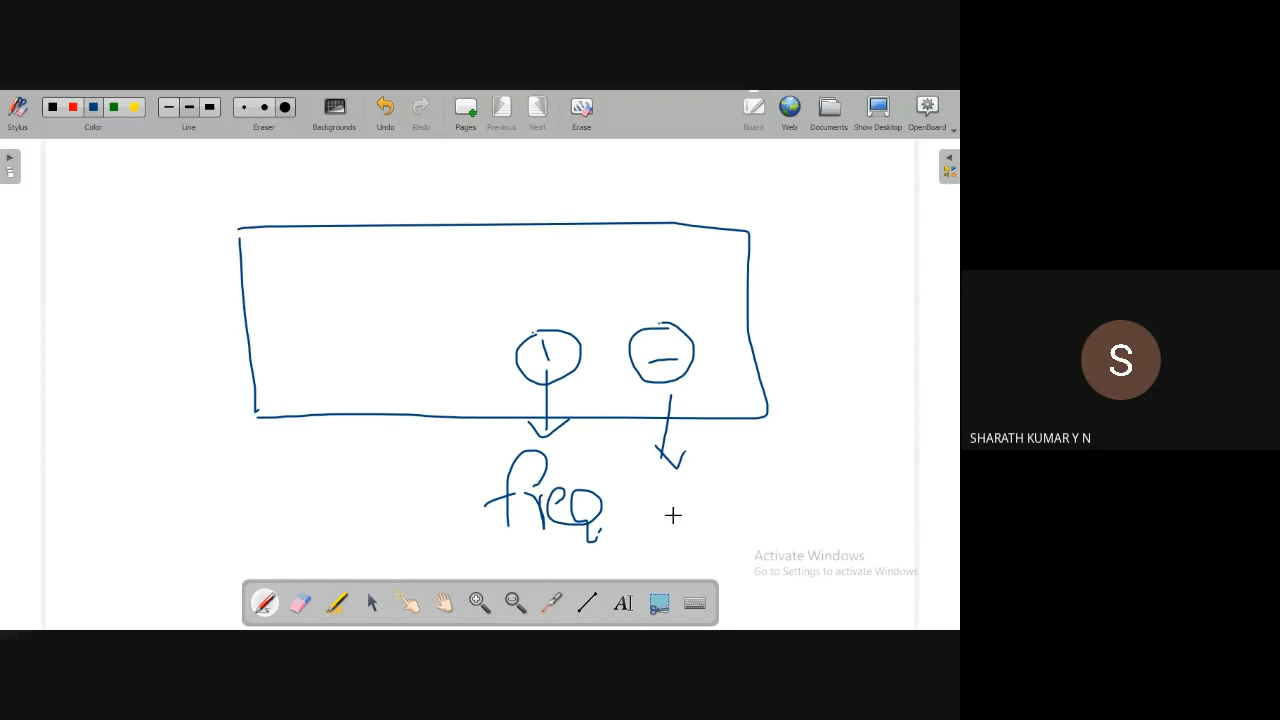 Stylus Color Line Eraser Backgrounds Undo Redo Pages Previous Next Erase Board Web Documents Show Desktop OpenBoard
freq.
S
SHARATH KUMAR Y N
Activate Windows
Go to Settings to activate Windows.
AI